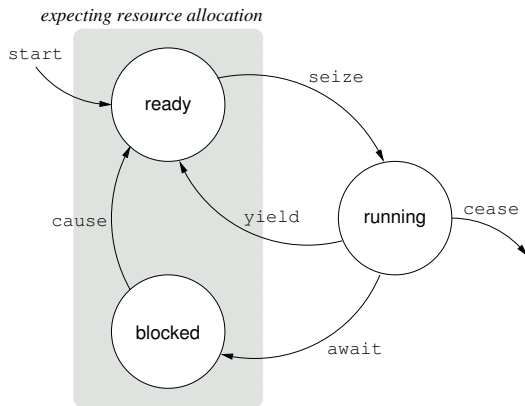 expecting resource allocation
start
ready
seize
cause
yield
running
cease
blocked
await